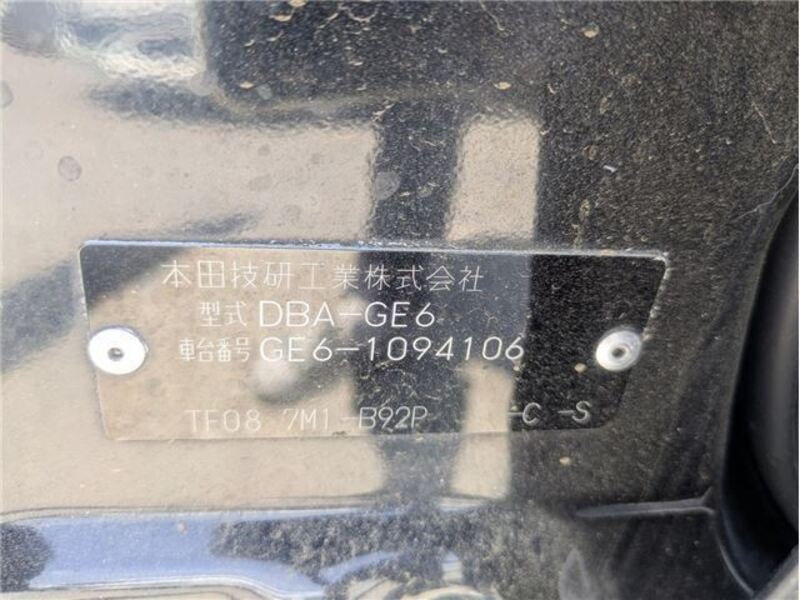 本田技研工業株式会社
型式 DBA-GE6
車台番号 GE6-1094106
TF08 7M1-B92P -C -S